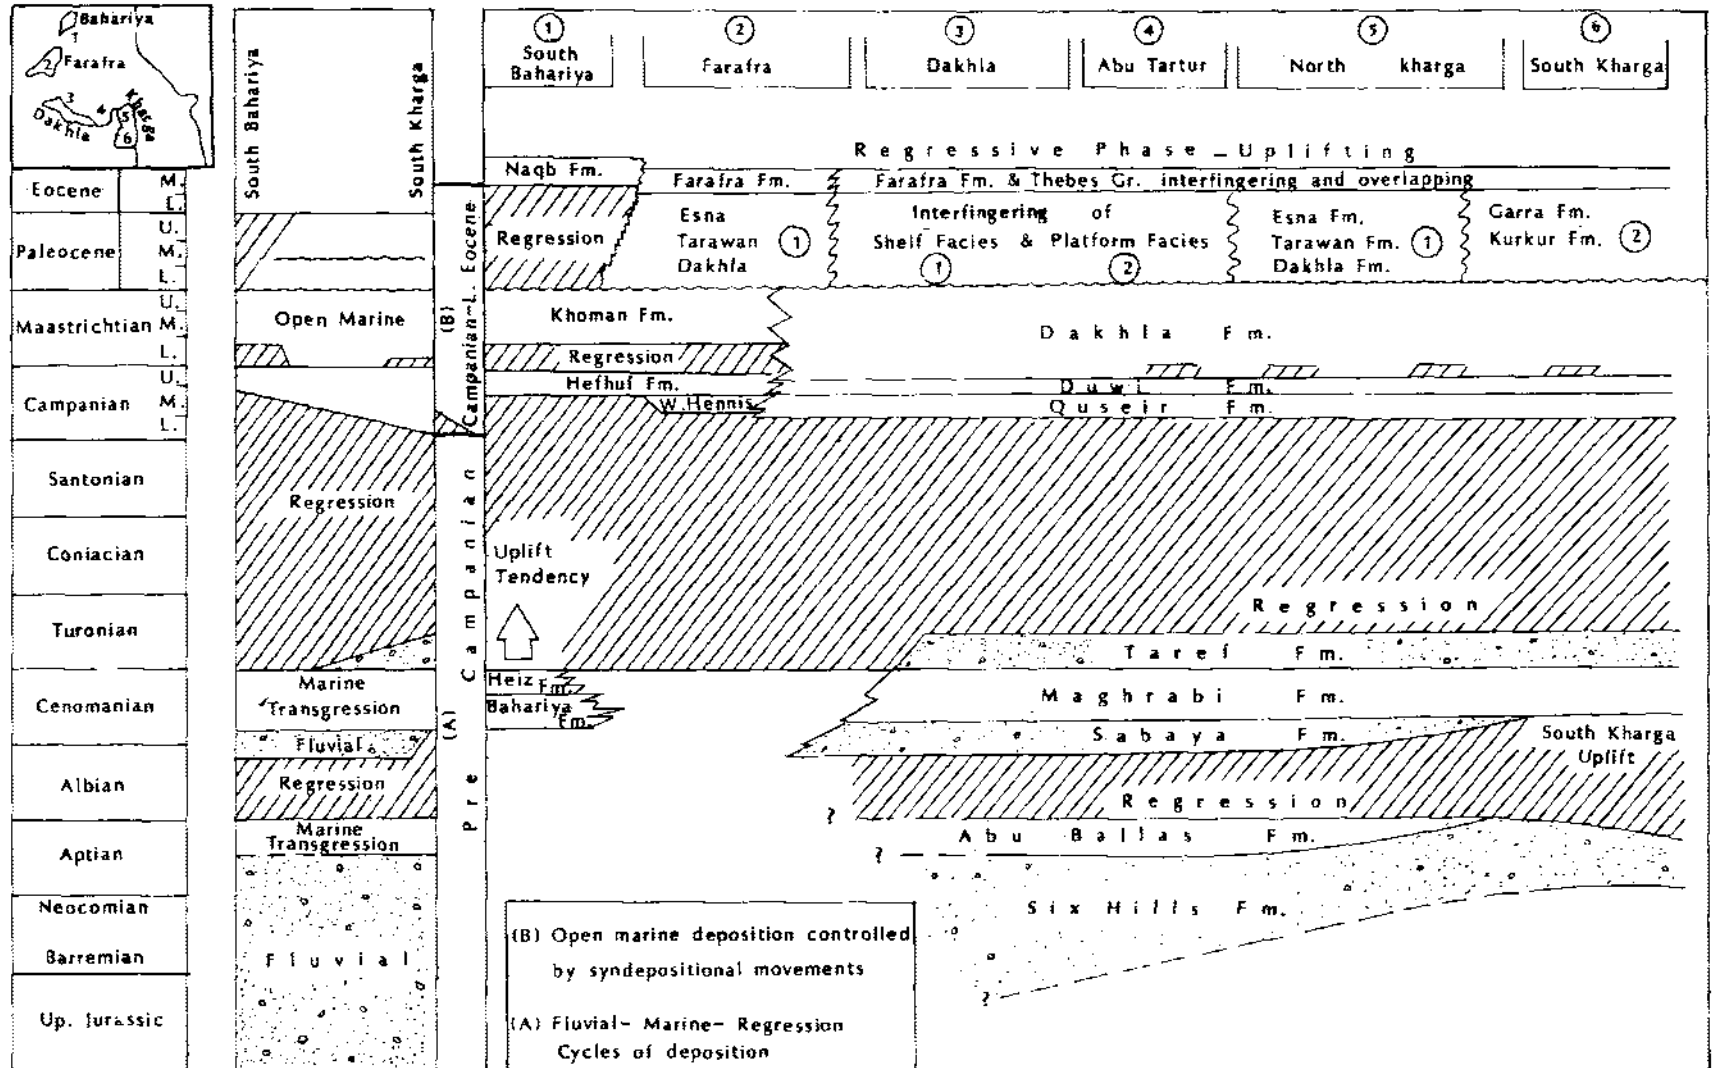 Bahariya
1
2 Farafra
3
4
Kharga
5
Dakhla
6
South Bahariya
South Kharga
1
South
Bahariya
2
Farafra
3
Dakhla
4
Abu Tartur
5
North kharga
6
South Kharga
Regressive Phase - Uplifting
Eocene
M.
L.
Paleocene
U.
M.
L.
Maastrichtian
U.
M.
L.
Campanian
U.
M.
L.
Santonian
Coniacian
Turonian
Cenomanian
Albian
Aptian
Neocomian
Barremian
Up. Jurassic
Open Marine
Regression
Marine
Transgression
Fluvial
Regression
Marine
Transgression
Fluvial
(B)
Campanian-L. Eocene
(A)
Pre Campanian
Naqb Fm.
Farafra Fm.
Farafra Fm. & Thebes Gr. interfingering and overlapping
Regression
Esna
Tarawan 1
Dakhla
Interfingering of
Shelf Facies & Platform Facies
1 2
Esna Fm.
Tarawan Fm. 1
Dakhla Fm.
Garra Fm.
Kurkur Fm. 2
Khoman Fm.
Dakhla Fm.
Regression
Hefhuf Fm.
Duwi Fm.
W. Hennis
Quseir Fm.
Uplift
Tendency
Regression
Taref Fm.
Heiz Fm.
Bahariya
Fm.
Maghrabi Fm.
Sabaya Fm.
South Kharga
Uplift
Regression
?
Abu Ballas Fm.
?
Six Hills Fm.
?
(B) Open marine deposition controlled
by syndepositional movements
(A) Fluvial- Marine- Regression
Cycles of deposition